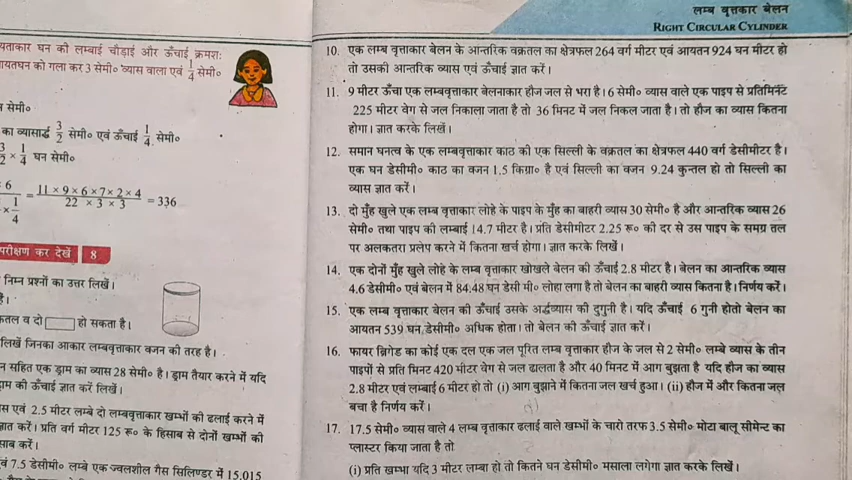 यताकार घन की लम्बाई चौड़ाई और ऊँचाई क्रमशः
ायतघन को गला कर 3 सेमी० व्यास वाला एवं 1/4 सेमी०
सेमी०
का व्यासार्द्ध 3/2 सेमी० एवं ऊँचाई 1/4 सेमी०
3/2 × 1/4 घन सेमी०
× 6 / × 1/4 = 11 × 9 × 6 × 7 × 2 × 4 / 22 × 3 × 3 = 336
परीक्षण कर देखें 8
निम्न प्रश्नों का उत्तर लिखें।
है।
तल व दो हो सकता है।
लिखें जिनका आकार लम्बवृत्ताकार वजन की तरह है।
सहित एक ड्राम का व्यास 28 सेमी० है। ड्राम तैयार करने में यदि
्राम की ऊँचाई ज्ञात करें लिखें।
स एवं 2.5 मीटर लम्बे दो लम्बवृत्ताकार खम्भों की ढलाई करने में
ज्ञात करें। प्रति वर्ग मीटर 125 रू० के हिसाब से दोनों खम्भों की
साब करें।
वं 7.5 डेसीमी० लम्बे एक ज्वलशील गैस सिलिण्डर में 15.015
लम्ब वृत्तकार बेलन
RIGHT CIRCULAR CYLINDER
10. एक लम्ब वृत्ताकार बेलन के आन्तरिक वक्रतल का क्षेत्रफल 264 वर्ग मीटर एवं आयतन 924 घन मीटर हो
तो उसकी आन्तरिक व्यास एवं ऊँचाई ज्ञात करें।
11. 9 मीटर ऊँचा एक लम्बवृत्ताकार बेलनाकार हौज जल से भरा है। 6 सेमी० व्यास वाले एक पाइप से प्रतिमिनट
225 मीटर वेग से जल निकाला जाता है तो 36 मिनट में जल निकल जाता है। तो हौज का व्यास कितना
होगा। ज्ञात करके लिखें।
12. समान घनत्व के एक लम्बवृत्ताकार काठ की एक सिल्ली के वक्रतल का क्षेत्रफल 440 वर्ग डेसीमीटर है।
एक घन डेसीमी० काठ का वजन 1.5 किग्रा० है एवं सिल्ली का वजन 9.24 कुन्तल हो तो सिल्ली का
व्यास ज्ञात करें।
13. दो मुँह खुले एक लम्ब वृत्ताकार लोहे के पाइप के मुँह का बाहरी व्यास 30 सेमी० है और आन्तरिक व्यास 26
सेमी० तथा पाइप की लम्बाई 14.7 मीटर है। प्रति डेसीमीटर 2.25 रू० की दर से उस पाइप के समग्र तल
पर अलकतरा प्रलेप करने में कितना खर्च होगा। ज्ञात करके लिखें।
14. एक दोनों मुँह खुले लोहे के लम्ब वृत्ताकार खोखले बेलन की ऊँचाई 2.8 मीटर है। बेलन का आन्तरिक व्यास
4.6 डेसीमी० एवं बेलन में 84.48 घन डेसी मी० लोहा लगा है तो बेलन का बाहरी व्यास कितना है। निर्णय करें।
15. एक लम्ब वृत्ताकार बेलन की ऊँचाई उसके अर्द्धव्यास की दुगुनी है। यदि ऊँचाई 6 गुनी होतो बेलन का
आयतन 539 घन डेसीमी० अधिक होता। तो बेलन की ऊँचाई ज्ञात करें।
16. फायर ब्रिगेड का कोई एक दल एक जल पूरित लम्ब वृत्ताकार हौज के जल से 2 सेमी० लम्बे व्यास के तीन
पाइपों से प्रति मिनट 420 मीटर वेग से जल ढालता है और 40 मिनट में आग बुझता है यदि हौज का व्यास
2.8 मीटर एवं लम्बाई 6 मीटर हो तो (i) आग बुझाने में कितना जल खर्च हुआ। (ii) हौज में और कितना जल
बचा है निर्णय करें।
17. 17.5 सेमी० व्यास वाले 4 लम्ब वृत्ताकार ढलाई वाले खम्भों के चारो तरफ 3.5 सेमी० मोटा बालू सीमेन्ट का
प्लास्टर किया जाता है तो
(i) प्रति खम्भा यदि 3 मीटर लम्बा हो तो कितने घन डेसीमी० मसाला लगेगा ज्ञात करके लिखें।